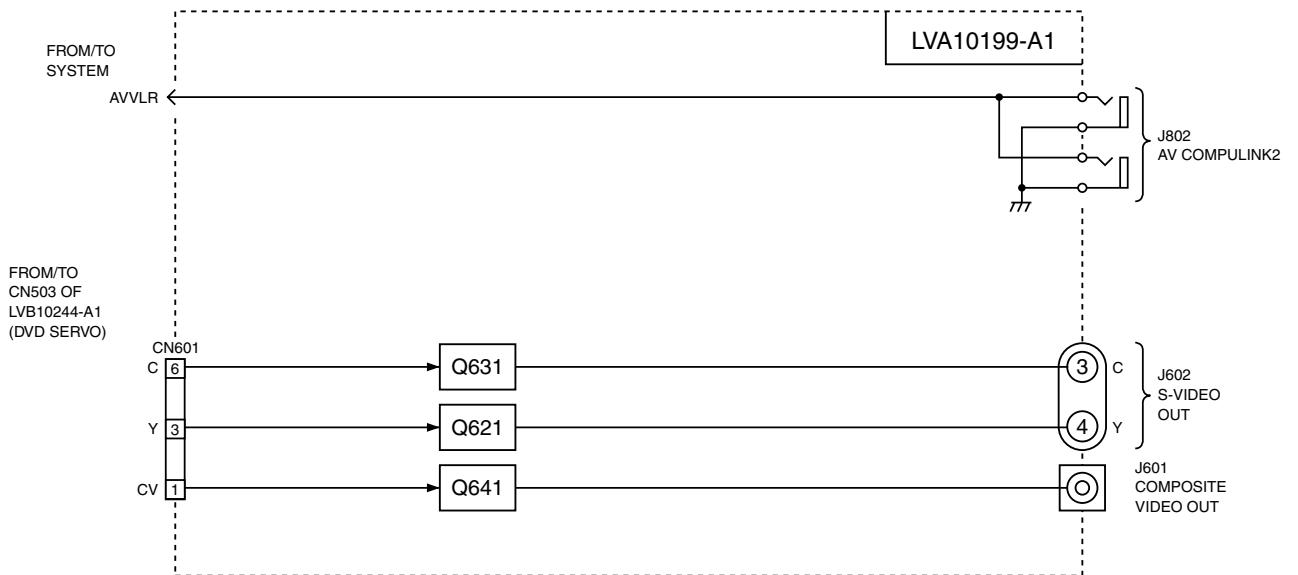 LVA10199-A1
FROM/TO
SYSTEM
AVVLR
J802
AV COMPULINK2
FROM/TO
CN503 OF
LVB10244-A1
(DVD SERVO)
CN601
C 6 Q631 3 C
J602
S-VIDEO
OUT
Y 3 Q621 4 Y
CV 1 Q641
J601
COMPOSITE
VIDEO OUT